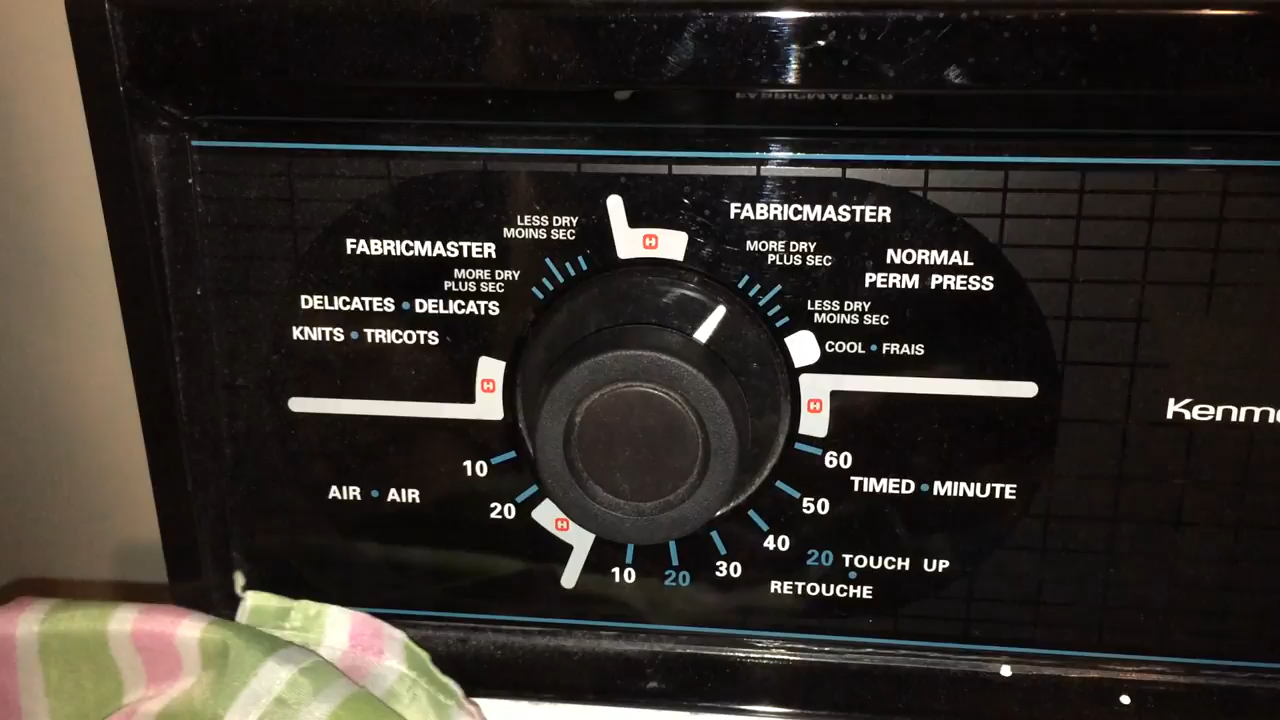 FABRICMASTER
FABRICMASTER
LESS DRY
MOINS SEC
FABRICMASTER
MORE DRY
PLUS SEC
DELICATES • DELICATS
KNITS • TRICOTS
MORE DRY
PLUS SEC
NORMAL
PERM PRESS
LESS DRY
MOINS SEC
COOL • FRAIS
H
H
H
H
10
20
AIR • AIR
10
20
30
40
50
60
TIMED • MINUTE
20 TOUCH UP
•
RETOUCHE